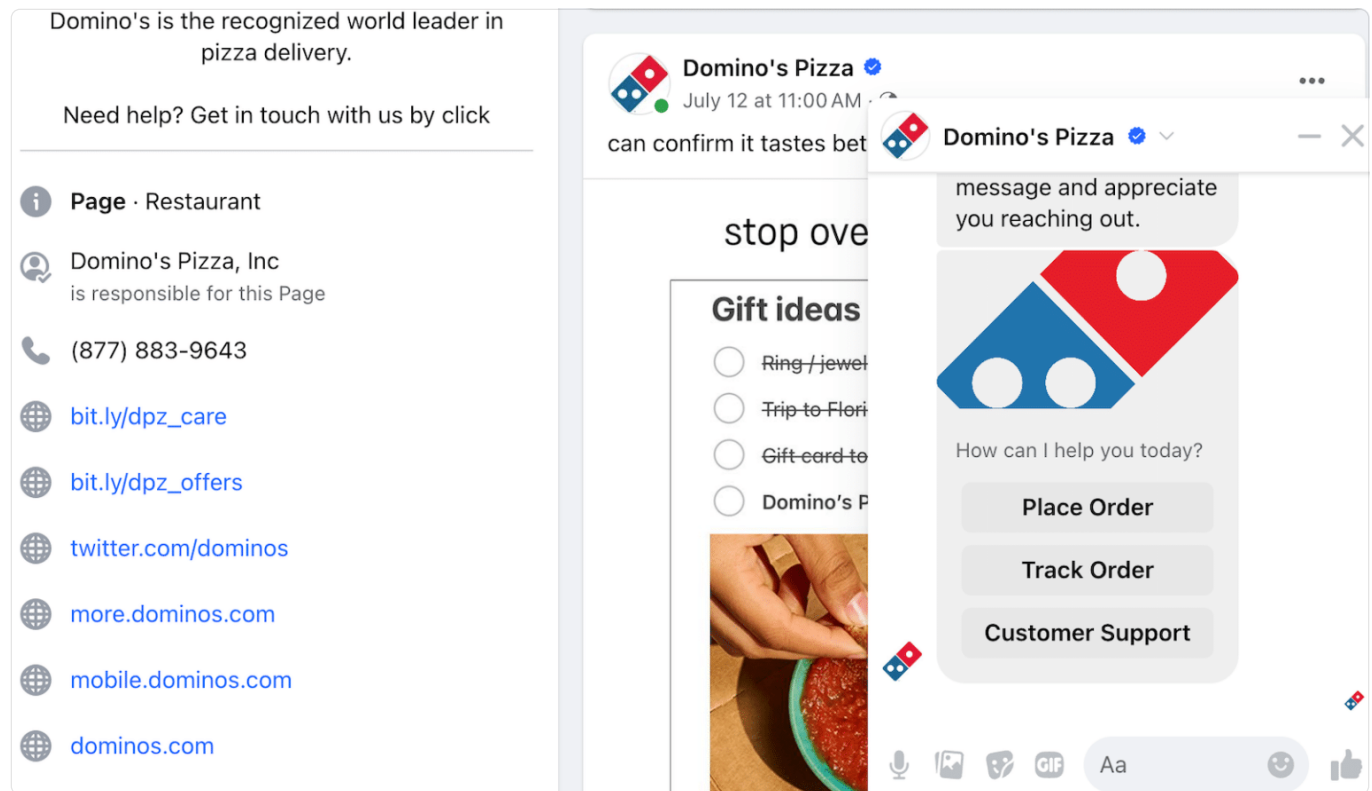 Domino's is the recognized world leader in
pizza delivery.
Need help? Get in touch with us by click
Page · Restaurant
Domino's Pizza, Inc
is responsible for this Page
(877) 883-9643
bit.ly/dpz_care
bit.ly/dpz_offers
twitter.com/dominos
more.dominos.com
mobile.dominos.com
dominos.com
Domino's Pizza
July 12 at 11:00 AM ·
can confirm it tastes
stop
Gift ideas
Ring /
Trip to
Gift card to
Domino's
Domino's Pizza
message and appreciate
you reaching out.
How can I help you today?
Place Order
Track Order
Customer Support
GIF
Aa